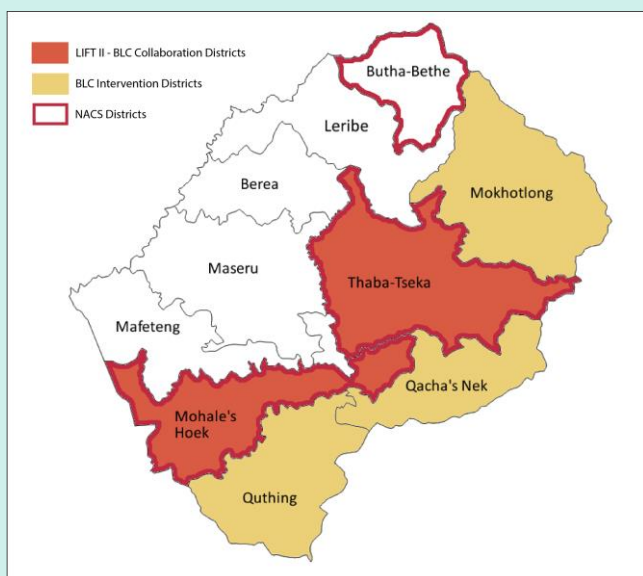 LIFT II - BLC Collaboration Districts
BLC Intervention Districts
NACS Districts
Butha-Bethe
Leribe
Mokhotlong
Berea
Thaba-Tseka
Maseru
Mafeteng
Qacha's Nek
Mohale's
Hoek
Quthing